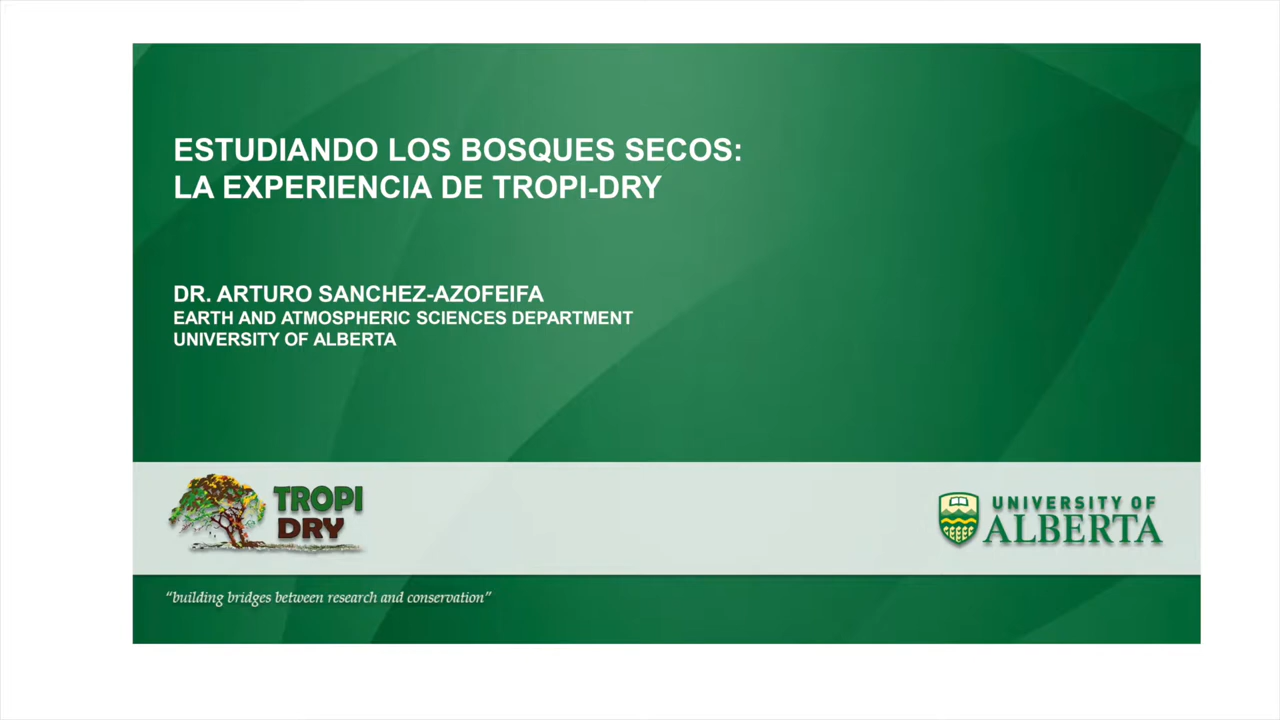 ESTUDIANDO LOS BOSQUES SECOS:
LA EXPERIENCIA DE TROPI-DRY
DR. ARTURO SANCHEZ-AZOFEIFA
EARTH AND ATMOSPHERIC SCIENCES DEPARTMENT
UNIVERSITY OF ALBERTA
TROPI
DRY
UNIVERSITY OF
ALBERTA
“building bridges between research and conservation”